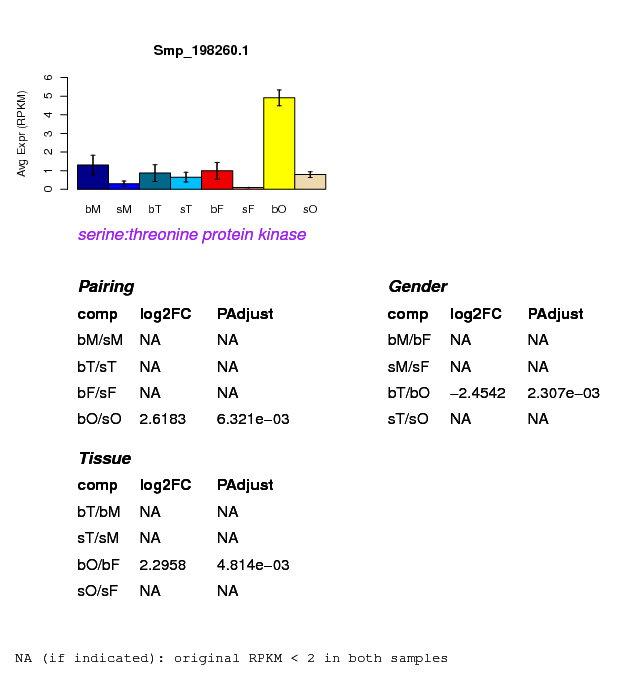 Smp_198260.1
Avg Expr (RPKM)
0 1 2 3 4 5 6
bM sM bT sT bF sF bO sO
serine:threonine protein kinase
Pairing
comp log2FC PAdjust
bM/sM NA NA
bT/sT NA NA
bF/sF NA NA
bO/sO 2.6183 6.321e−03
Gender
comp log2FC PAdjust
bM/bF NA NA
sM/sF NA NA
bT/bO −2.4542 2.307e−03
sT/sO NA NA
Tissue
comp log2FC PAdjust
bT/bM NA NA
sT/sM NA NA
bO/bF 2.2958 4.814e−03
sO/sF NA NA
NA (if indicated): original RPKM < 2 in both samples